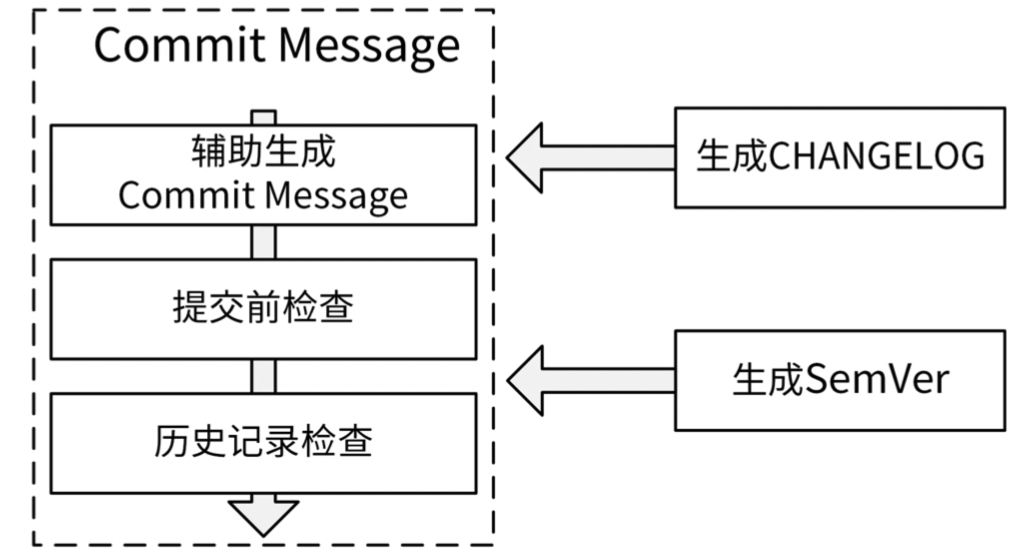 Commit Message
辅助生成
Commit Message
提交前检查
历史记录检查
生成CHANGELOG
生成SemVer